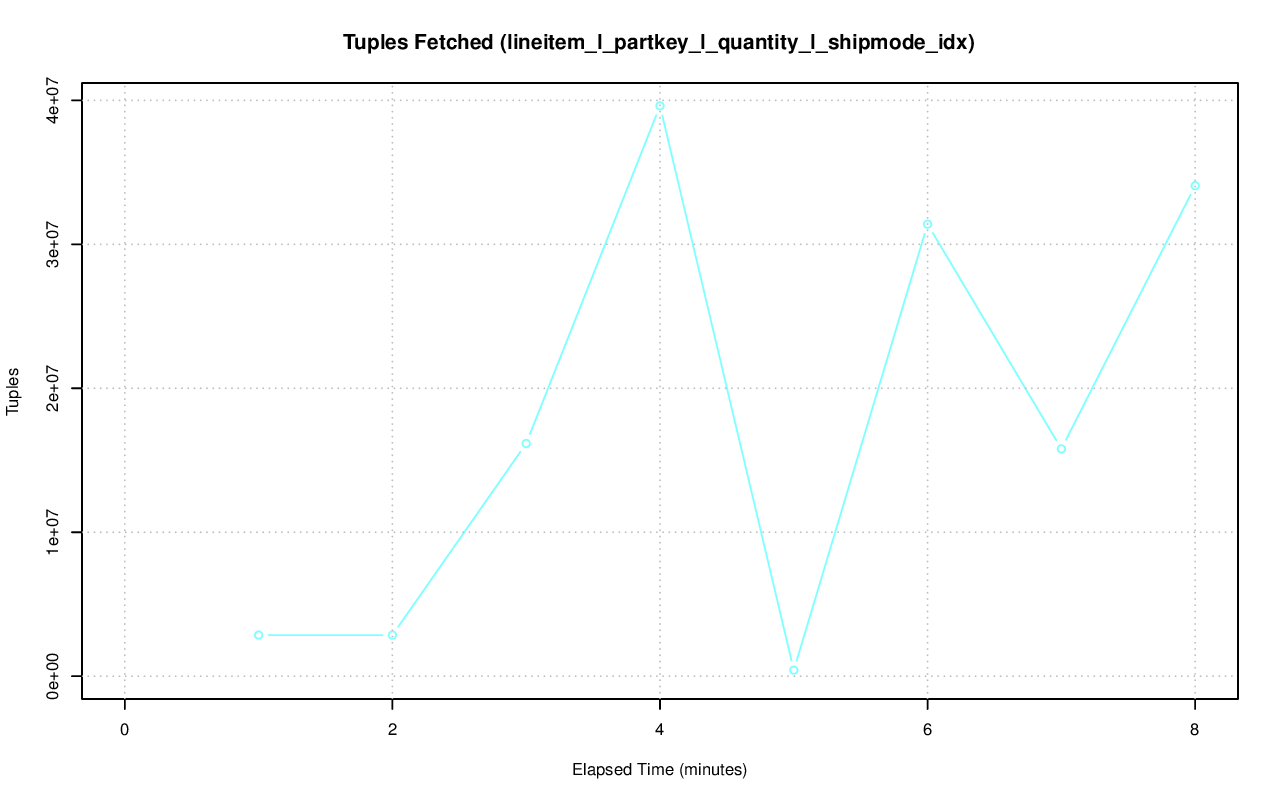 Tuples Fetched (lineitem_l_partkey_l_quantity_l_shipmode_idx)
4e+07
3e+07
2e+07
1e+07
0e+00
Tuples
0 2 4 6 8
Elapsed Time (minutes)